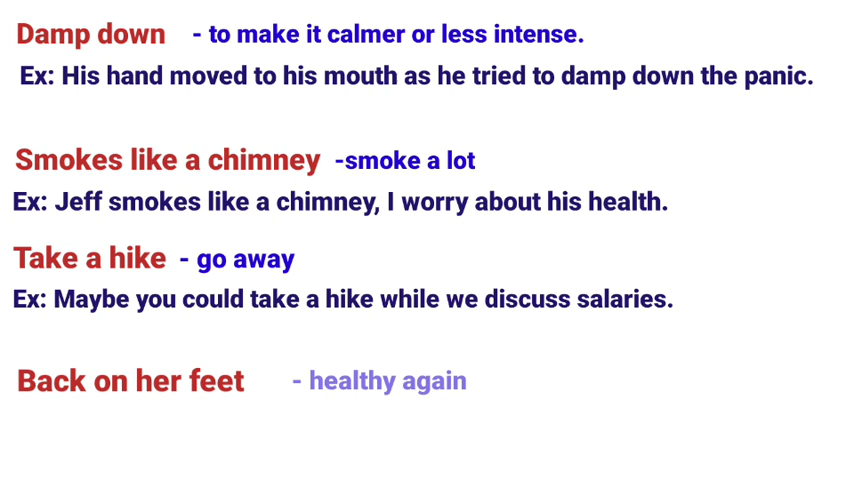 Damp down - to make it calmer or less intense.
Ex: His hand moved to his mouth as he tried to damp down the panic.
Smokes like a chimney -smoke a lot
Ex: Jeff smokes like a chimney, I worry about his health.
Take a hike - go away
Ex: Maybe you could take a hike while we discuss salaries.
Back on her feet - healthy again